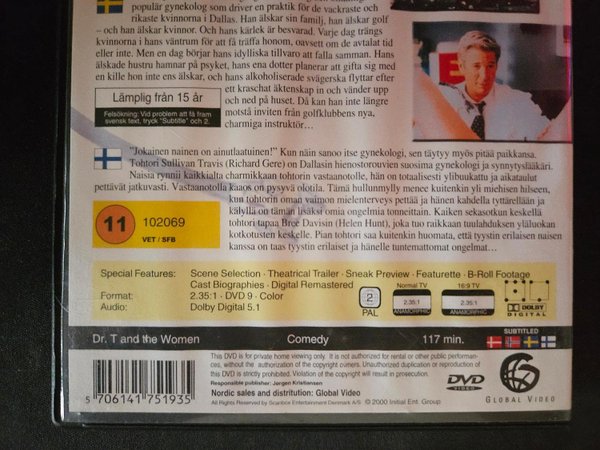 populär gynekolog som driver en praktik för de vackraste och
rikaste kvinnorna i Dallas. Han älskar sin familj, han älskar golf
- och han älskar kvinnor. Och hans kärlek är besvarad. Varje dag trängs
kvinnorna i hans väntrum för att få träffa honom, oavsett om de avtalat tid
eller inte. Men en dag börjar hans idylliska tillvaro att falla samman. Hans
älskade hustru hamnar på psyket, hans ena dotter planerar att gifta sig med
en kille hon inte ens älskar, och hans alkoholiserade svägerska flyttar efter
ett kraschat äktenskap in och vänder upp
och ned på huset. Då kan han inte längre
motstå inviten från golfklubbens nya,
charmiga instruktör...
Lämplig från 15 år
Felsökning: Vid problem att få fram
svensk text, tryck "Subtitle" och 2.
"Jokainen nainen on ainutlaatuinen!" Kun näin sanoo itse gynekologi, sen täytyy myös pitää paikkansa.
Tohtori Sullivan Travis (Richard Gere) on Dallasin hienostorouvien suosima gynekologi ja synnytyslääkäri.
Naisia rynnii kaikkialta charmikkaan tohtorin vastaanotolle, hän on totaalisesti ylibuukattu ja aikataulut
pettävät jatkuvasti. Vastaanotolla kaaos on pysyvä olotila. Tämä hullunmylly menee kuitenkin yli michisen hilseen,
kun tohtorin oman vaimon mielenterveys pettää ja hänen kahdella tyttärellään ja
kälyllä on tämän lisäksi omia ongelmia tonneittain. Kaiken sekasotkun keskellä
tohtori tapaa Bree Davisin (Helen Hunt), joka tuo raikkaan tuulahduksen yläluokan
kotkotusten keskelle. Pian tohtori saa kuitenkin huomata, että tyystin erilaisen naisen
kanssa on taas tyystin erilaiset ja hänelle tuntemattomat ongelmat...
11
102069
VET / SFB
Special Features: Scene Selection · Theatrical Trailer · Sneak Preview · Featurette · B-Roll Footage
Cast Biographies · Digital Remastered
Format: 2.35:1 · DVD 9 · Color
Audio: Dolby Digital 5.1
2
PAL
Normal TV
2.35:1
ANAMORPHIC
16:9 TV
2.35:1
ANAMORPHIC
DOLBY
DIGITAL
Dr. T and the Women Comedy 117 min.
SUBTITLED
This DVD is for private home viewing only. It is not authorized for rental or other public performan-
ces, without the authorization of the copyright owners. Unauthorized duplication or reproduction of
this DVD is strictly prohibited. Violation of the copyright will result in prosecution.
Responsible publisher: Jørgen Kristiansen
Nordic sales and distribution: Global Video
All Rights Reserved by Scanbox Entertainment Denmark A/S © 2000 Initial Ent. Group
5 706141 751935
DVD
VIDEO
GLOBAL VIDEO